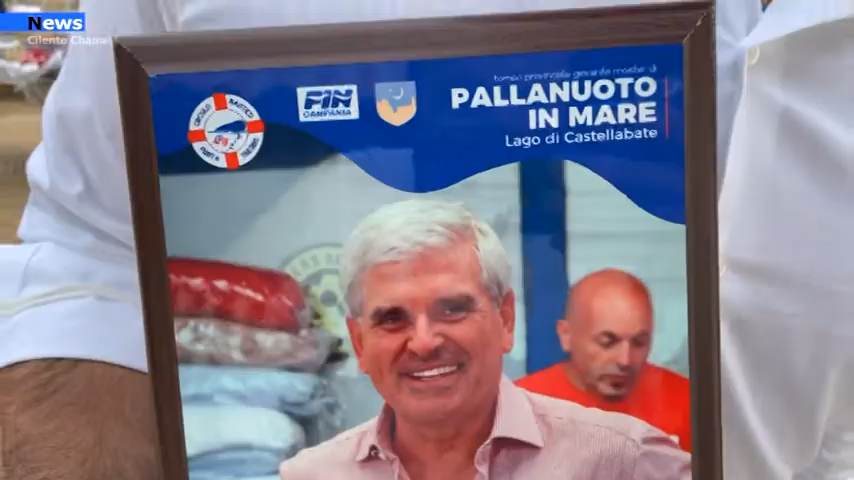 News
Cilento Channel
FIN
CAMPANIA
torneo provinciale giovanile master di
PALLANUOTO
IN MARE
Lago di Castellabate